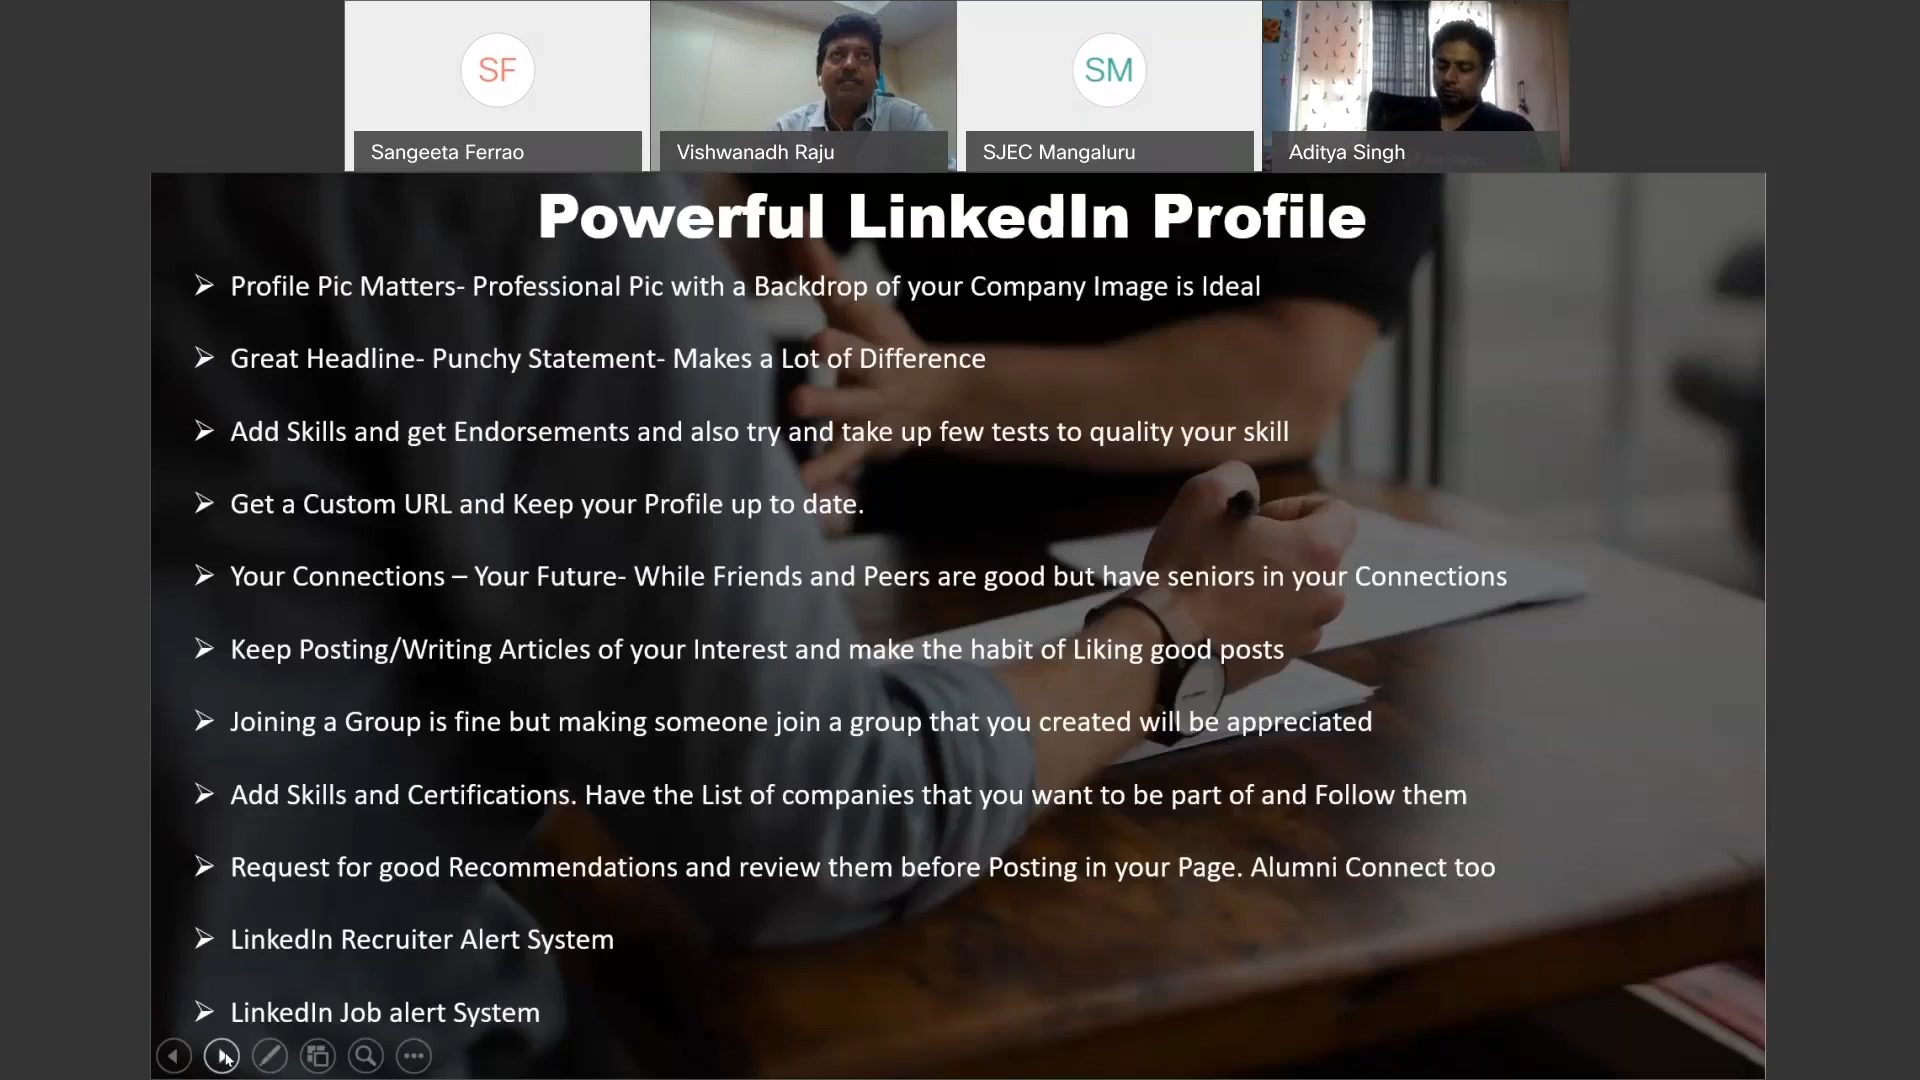 SF
SM
Sangeeta Ferrao
Vishwanadh Raju
SJEC Mangaluru
Aditya Singh
Powerful LinkedIn Profile
➢ Profile Pic Matters- Professional Pic with a Backdrop of your Company Image is Ideal
➢ Great Headline- Punchy Statement- Makes a Lot of Difference
➢ Add Skills and get Endorsements and also try and take up few tests to quality your skill
➢ Get a Custom URL and Keep your Profile up to date.
➢ Your Connections – Your Future- While Friends and Peers are good but have seniors in your Connections
➢ Keep Posting/Writing Articles of your Interest and make the habit of Liking good posts
➢ Joining a Group is fine but making someone join a group that you created will be appreciated
➢ Add Skills and Certifications. Have the List of companies that you want to be part of and Follow them
➢ Request for good Recommendations and review them before Posting in your Page. Alumni Connect too
➢ LinkedIn Recruiter Alert System
➢ LinkedIn Job alert System